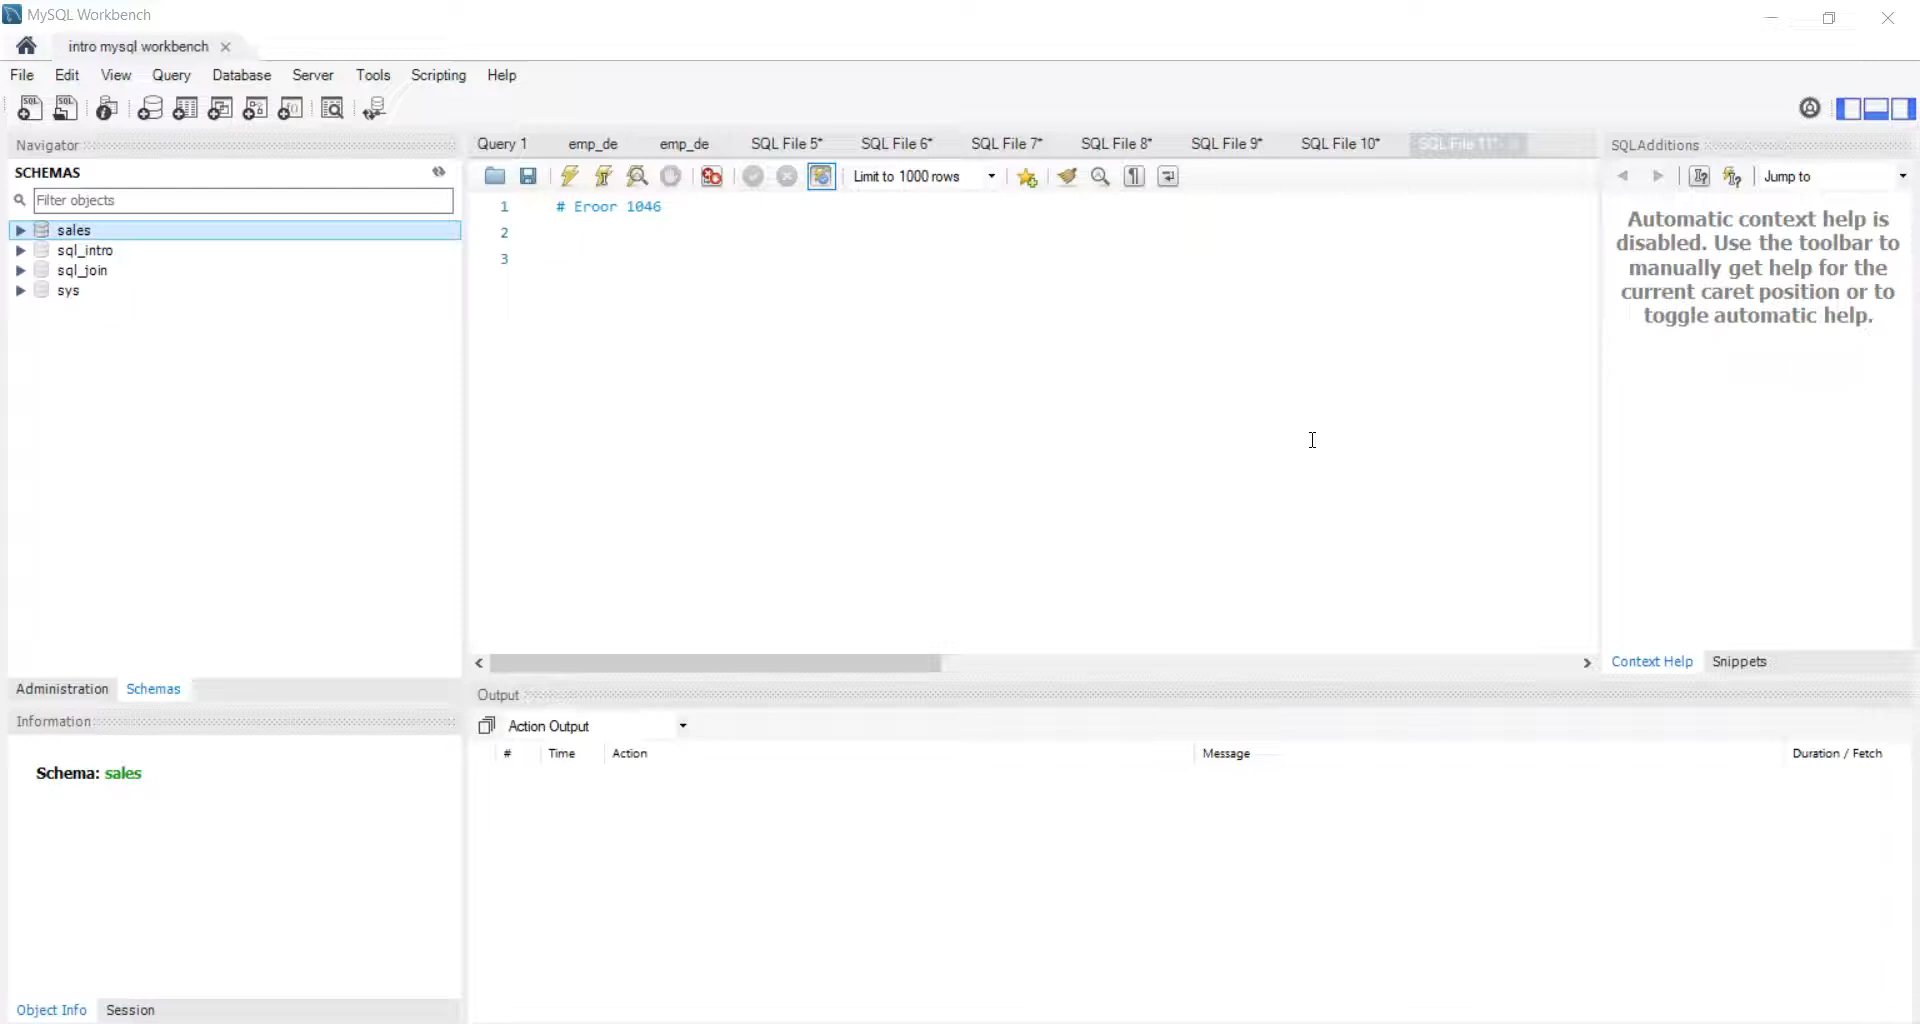 MySQL Workbench
intro mysql workbench
File Edit View Query Database Server Tools Scripting Help
Navigator
SCHEMAS
Filter objects
sales
sql_intro
sql_join
sys
Administration Schemas
Information
Schema: sales
Object Info Session
Query 1 emp_de emp_de SQL File 5* SQL File 6* SQL File 7* SQL File 8* SQL File 9* SQL File 10* SQL File 11*
Limit to 1000 rows
1 # Eroor 1046
2
3
Output
Action Output
# Time Action Message Duration / Fetch
SQLAdditions
Jump to
Automatic context help is
disabled. Use the toolbar to
manually get help for the
current caret position or to
toggle automatic help.
Context Help Snippets